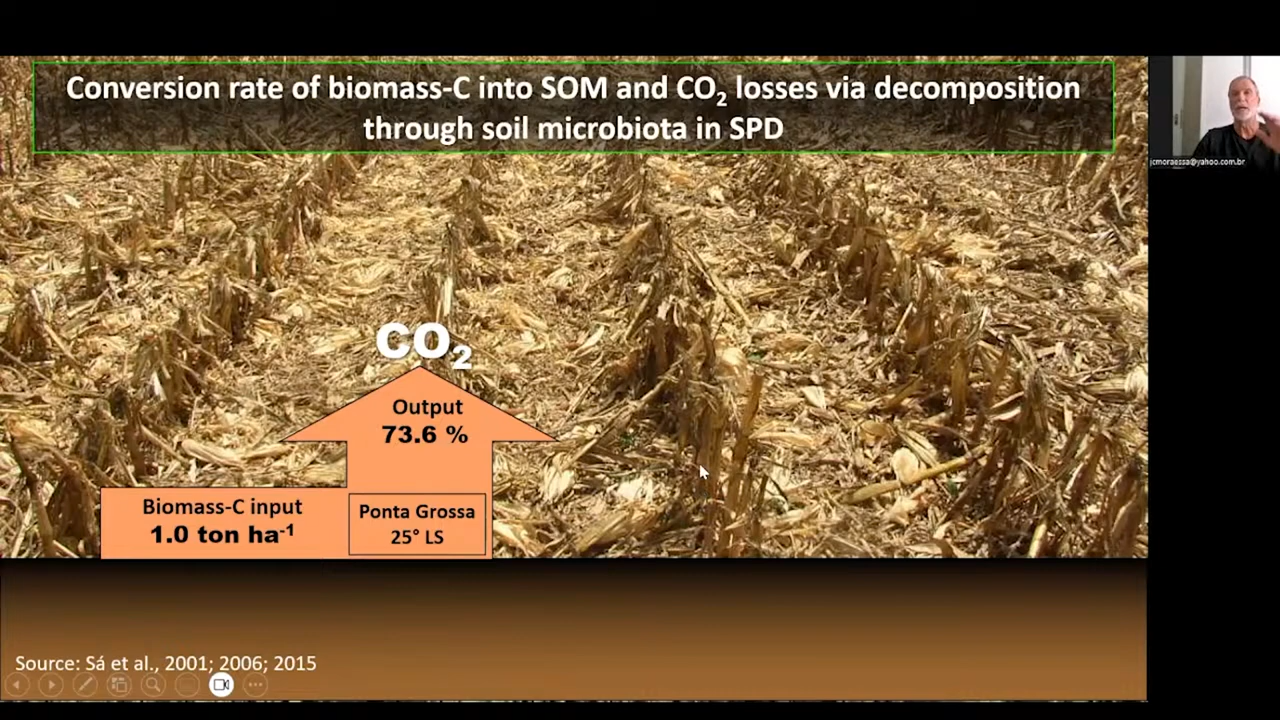 Conversion rate of biomass-C into SOM and CO₂ losses via decomposition
through soil microbiota in SPD
jcmoraessa@yahoo.com.br
CO₂
Output
73.6 %
Biomass-C input
1.0 ton ha⁻¹
Ponta Grossa
25° LS
Source: Sá et al., 2001; 2006; 2015